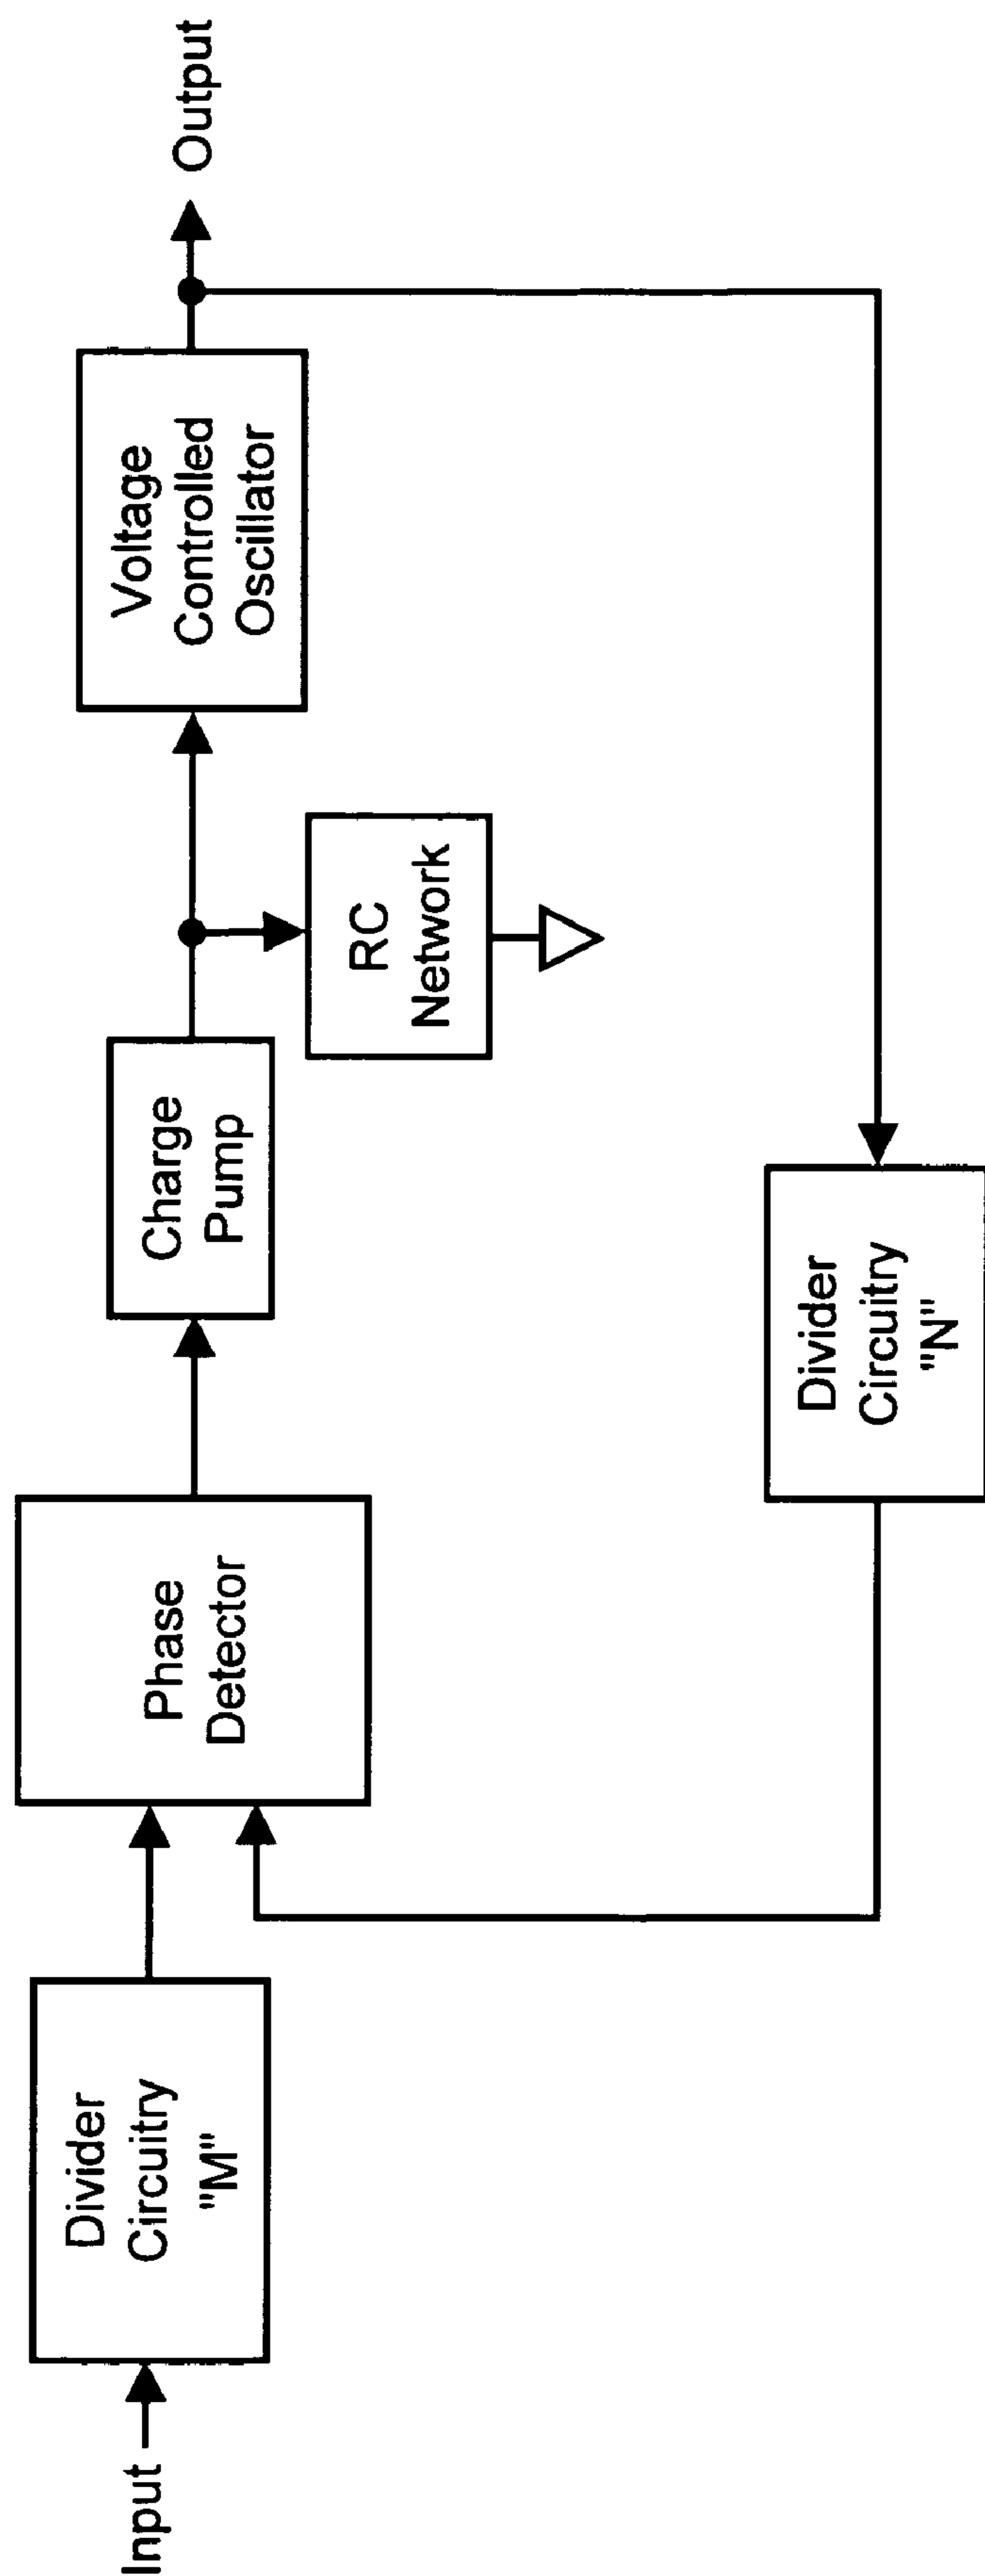 Input
Divider
Circuitry
"M"
Phase
Detector
Charge
Pump
RC
Network
Voltage
Controlled
Oscillator
Output
Divider
Circuitry
"N"